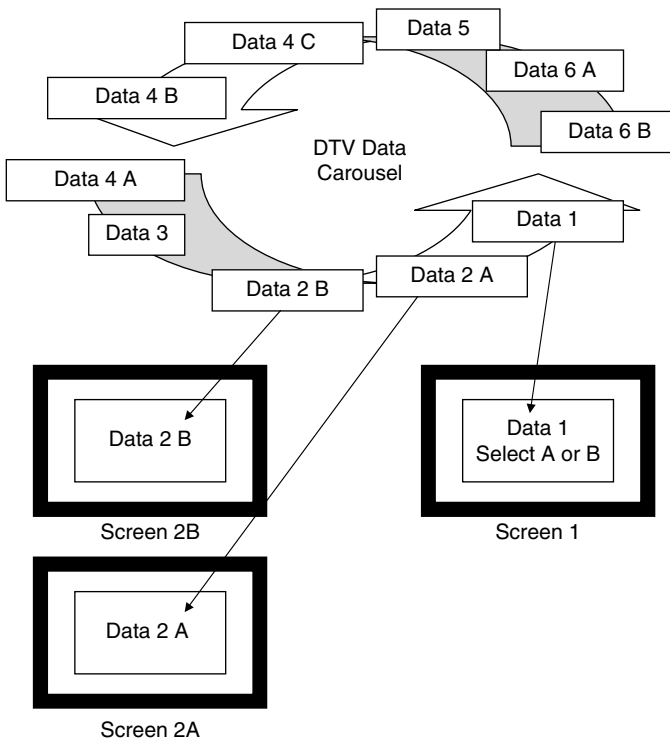 Data 5
Data 4 C
Data 6 A
Data 4 B
Data 6 B
DTV Data
Carousel
Data 4 A
Data 3
Data 1
Data 2 B
Data 2 A
Data 2 B
Data 1
Select A or B
Screen 2B
Screen 1
Data 2 A
Screen 2A